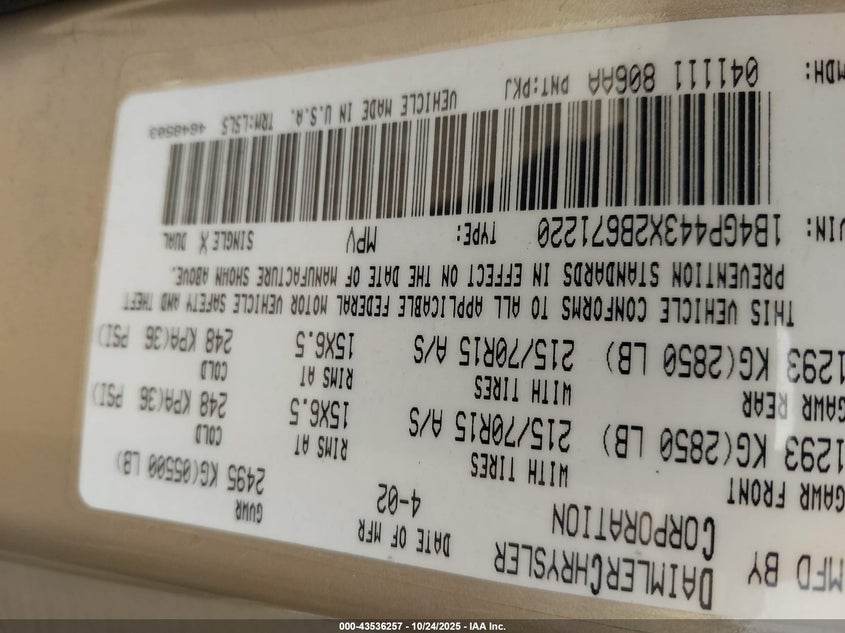 MFD BY DAIMLERCHRYSLER DATE OF MFR GVWR
CORPORATION 4-02 2495 KG(05500 LB)
GAWR FRONT WITH TIRES RIMS AT COLD
1293 KG(2850 LB) 215/70R15 A/S 15X6.5 248 KPA(36 PSI)
GAWR REAR WITH TIRES RIMS AT COLD
1293 KG(2850 LB) 215/70R15 A/S 15X6.5 248 KPA(36 PSI)
THIS VEHICLE CONFORMS TO ALL APPLICABLE FEDERAL MOTOR VEHICLE SAFETY AND THEFT
PREVENTION STANDARDS IN EFFECT ON THE DATE OF MANUFACTURE SHOWN ABOVE.
VIN: 1B4GP443X2B671220 TYPE: MPV SINGLE X DUAL
MDH: 041111 806AA PNT:PKJ VEHICLE MADE IN U.S.A. TRM:LSLS 4648503
000-43536257 - 10/24/2025 - IAA Inc.